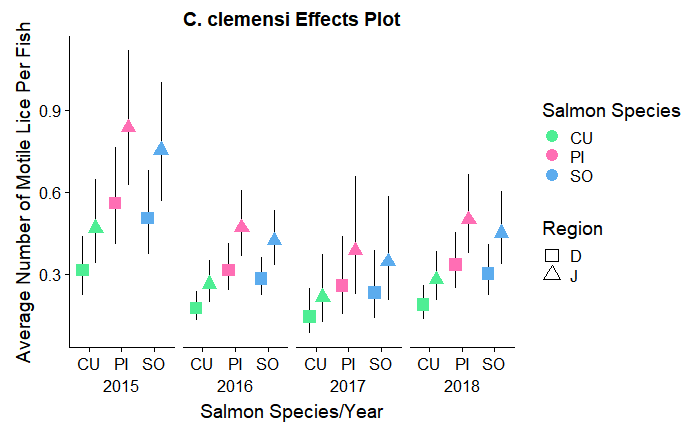 C. clemensi Effects Plot
Average Number of Motile Lice Per Fish
0.9
0.6
0.3
CU PI SO CU PI SO CU PI SO CU PI SO
2015 2016 2017 2018
Salmon Species/Year
Salmon Species
CU
PI
SO
Region
D
J